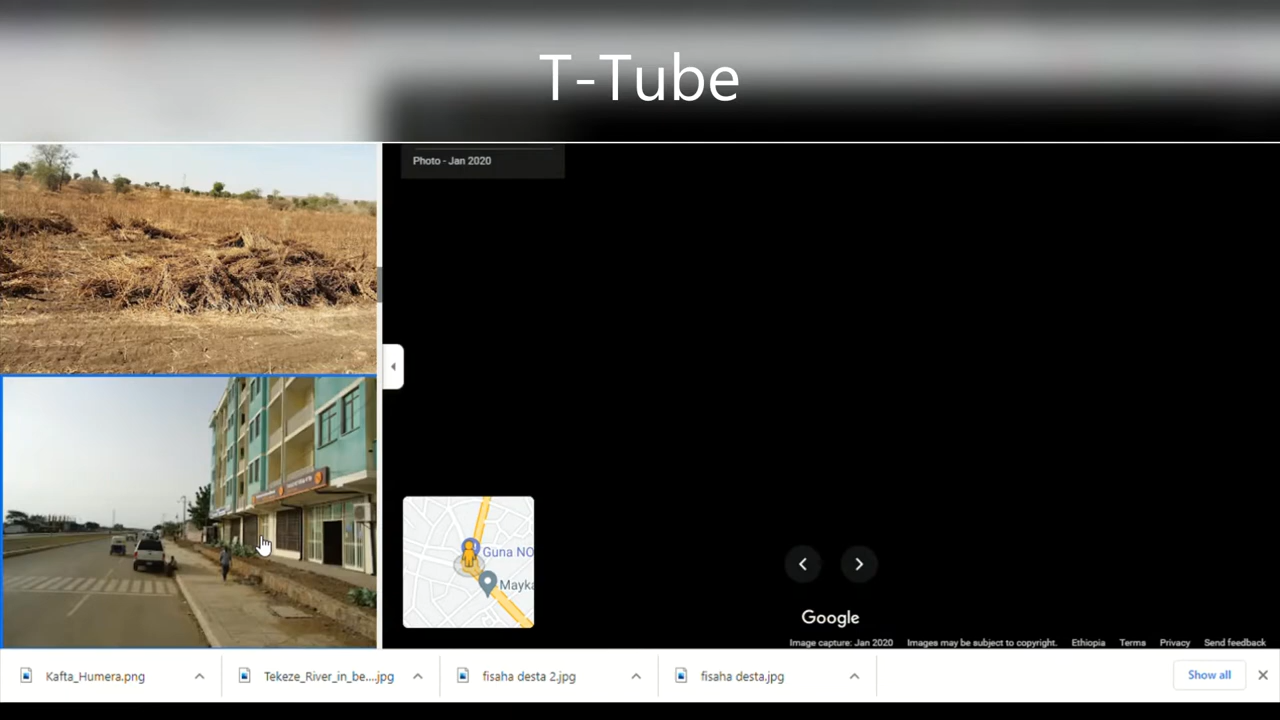 T-Tube
Photo - Jan 2020
Guna NO
Mayka
Google
Image capture: Jan 2020 Images may be subject to copyright. Ethiopia Terms Privacy Send feedback
Kafta_Humera.png Tekeze_River_in_be....jpg fisaha desta 2.jpg fisaha desta.jpg Show all